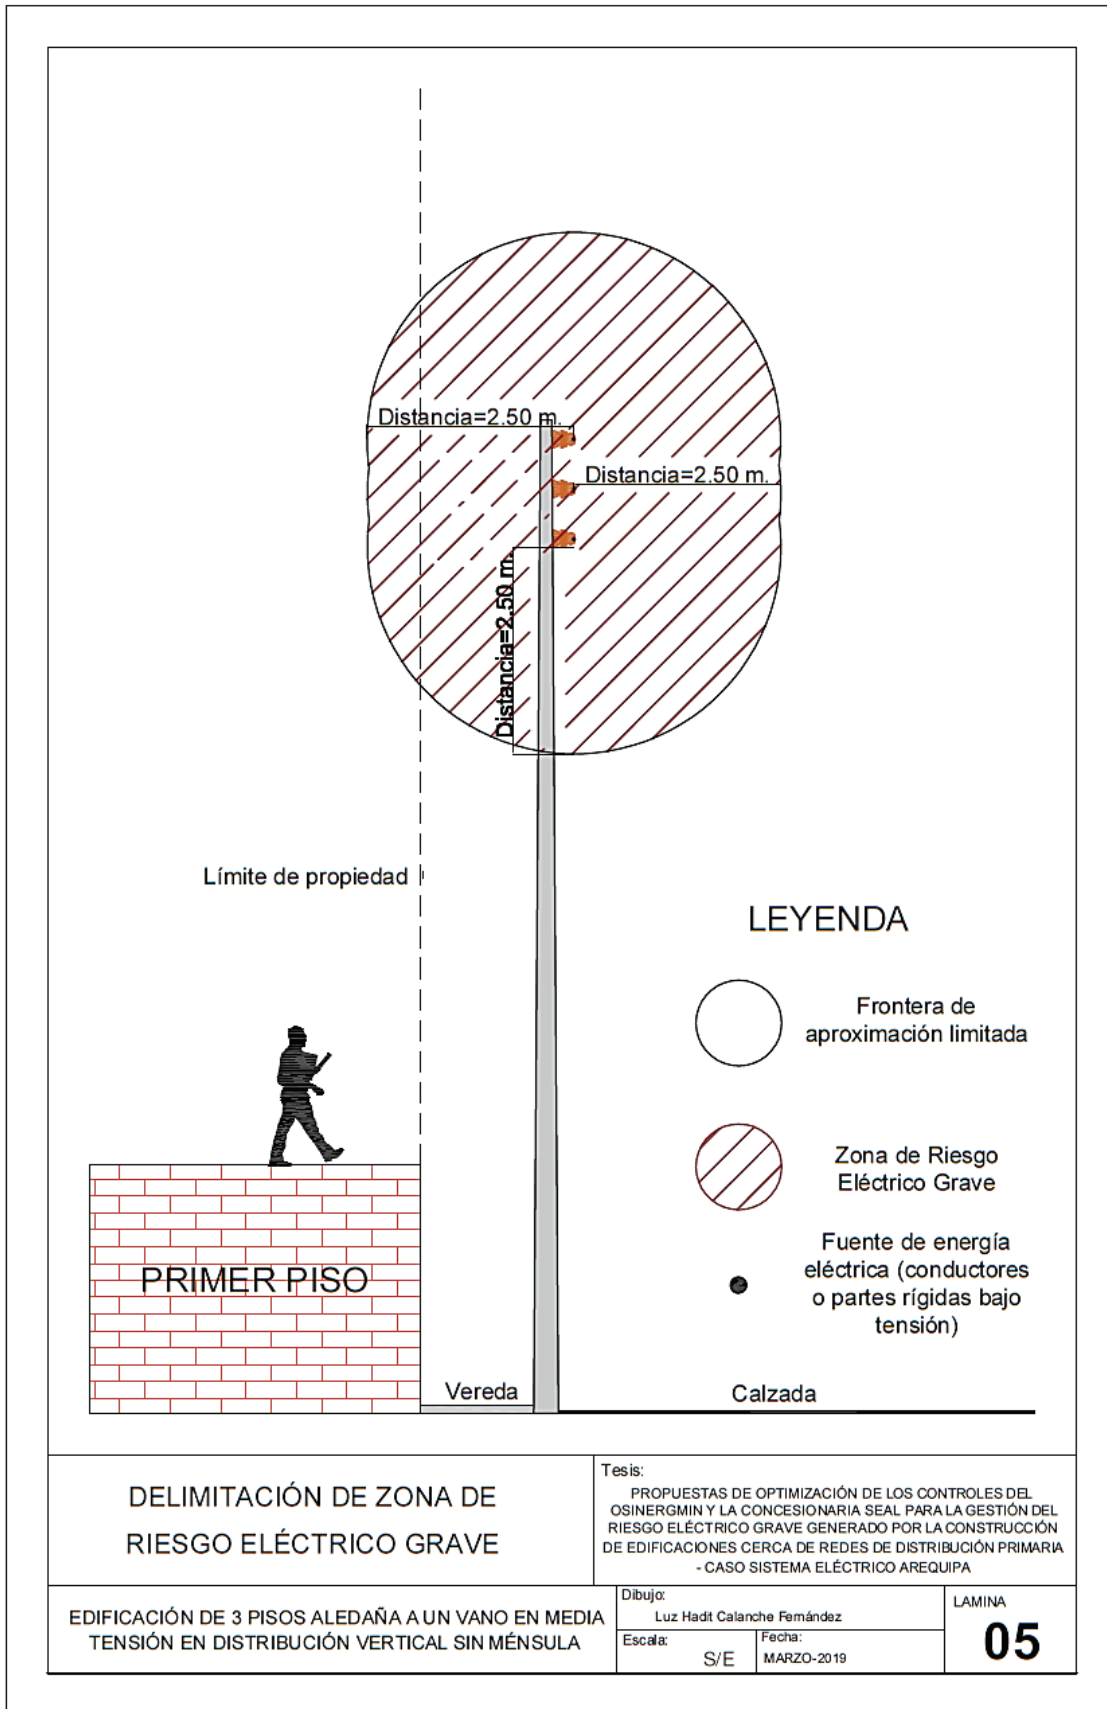 Distancia=2.50 m.
Distancia=2.50 m.
Distancia=2.50 m.
Límite de propiedad
LEYENDA
Frontera de
aproximación limitada
Zona de Riesgo
Eléctrico Grave
Fuente de energía
eléctrica (conductores
o partes rígidas bajo
tensión)
PRIMER PISO
Vereda
Calzada
DELIMITACIÓN DE ZONA DE
RIESGO ELÉCTRICO GRAVE
Tesis:
PROPUESTAS DE OPTIMIZACIÓN DE LOS CONTROLES DEL
OSINERGMIN Y LA CONCESIONARIA SEAL PARA LA GESTIÓN DEL
RIESGO ELÉCTRICO GRAVE GENERADO POR LA CONSTRUCCIÓN
DE EDIFICACIONES CERCA DE REDES DE DISTRIBUCIÓN PRIMARIA
- CASO SISTEMA ELÉCTRICO AREQUIPA
EDIFICACIÓN DE 3 PISOS ALEDAÑA A UN VANO EN MEDIA
TENSIÓN EN DISTRIBUCIÓN VERTICAL SIN MÉNSULA
Dibujo:
Luz Hadit Calanche Fernández
Escala:
S/E
Fecha:
MARZO-2019
LAMINA
05